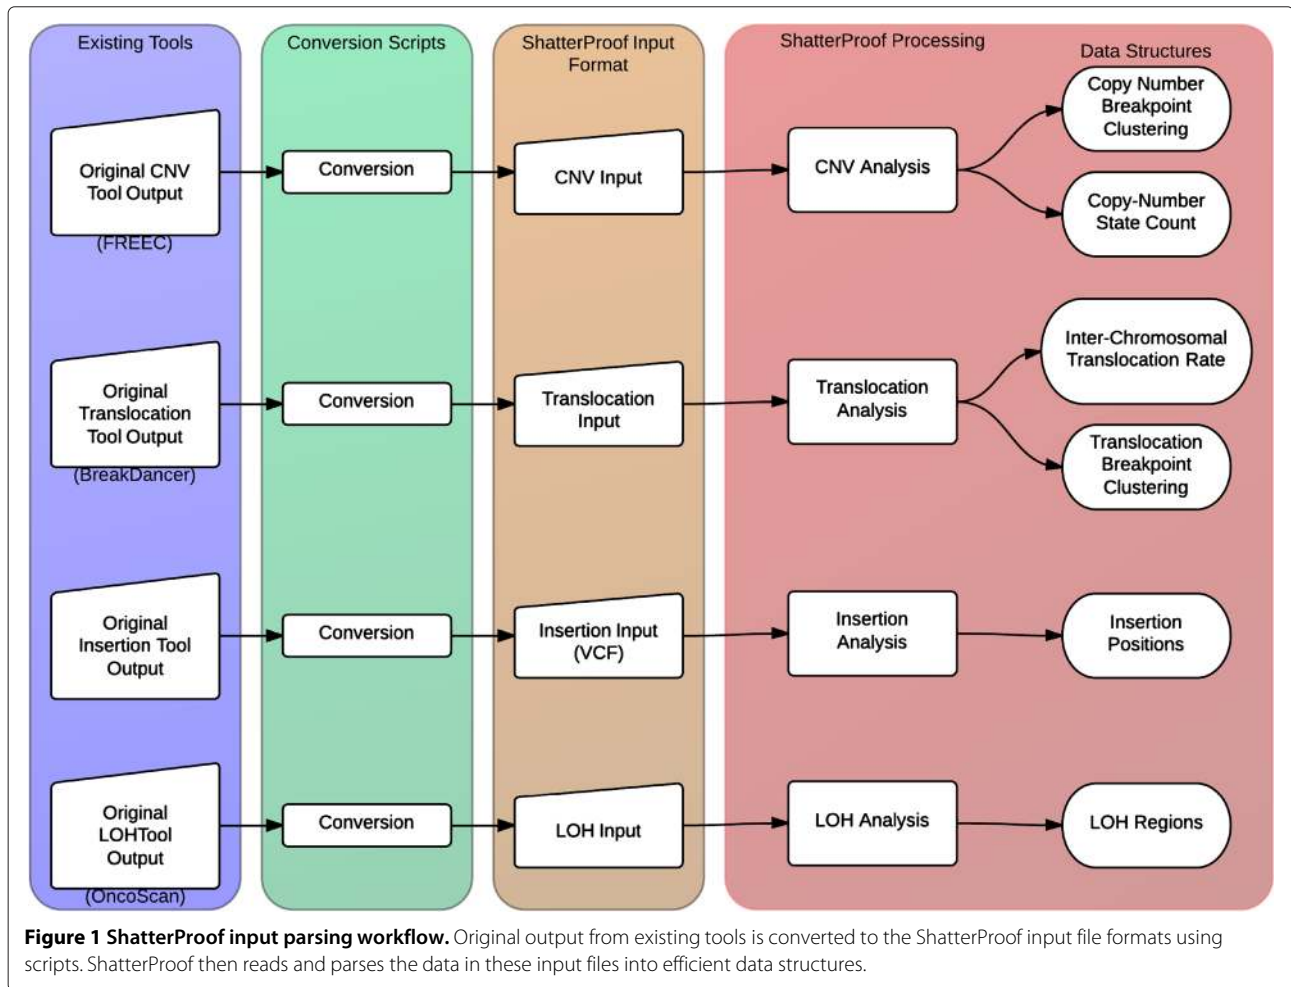 Existing Tools
Conversion Scripts
ShatterProof Input
Format
ShatterProof Processing
Data Structures
Original CNV
Tool Output
(FREEC)
Conversion
CNV Input
CNV Analysis
Copy Number
Breakpoint
Clustering
Copy-Number
State Count
Original
Translocation
Tool Output
(BreakDancer)
Conversion
Translocation
Input
Translocation
Analysis
Inter-Chromosomal
Translocation Rate
Translocation
Breakpoint
Clustering
Original
Insertion Tool
Output
Conversion
Insertion Input
(VCF)
Insertion
Analysis
Insertion
Positions
Original
LOHTool
Output
(OncoScan)
Conversion
LOH Input
LOH Analysis
LOH Regions
Figure 1 ShatterProof input parsing workflow. Original output from existing tools is converted to the ShatterProof input file formats using
scripts. ShatterProof then reads and parses the data in these input files into efficient data structures.